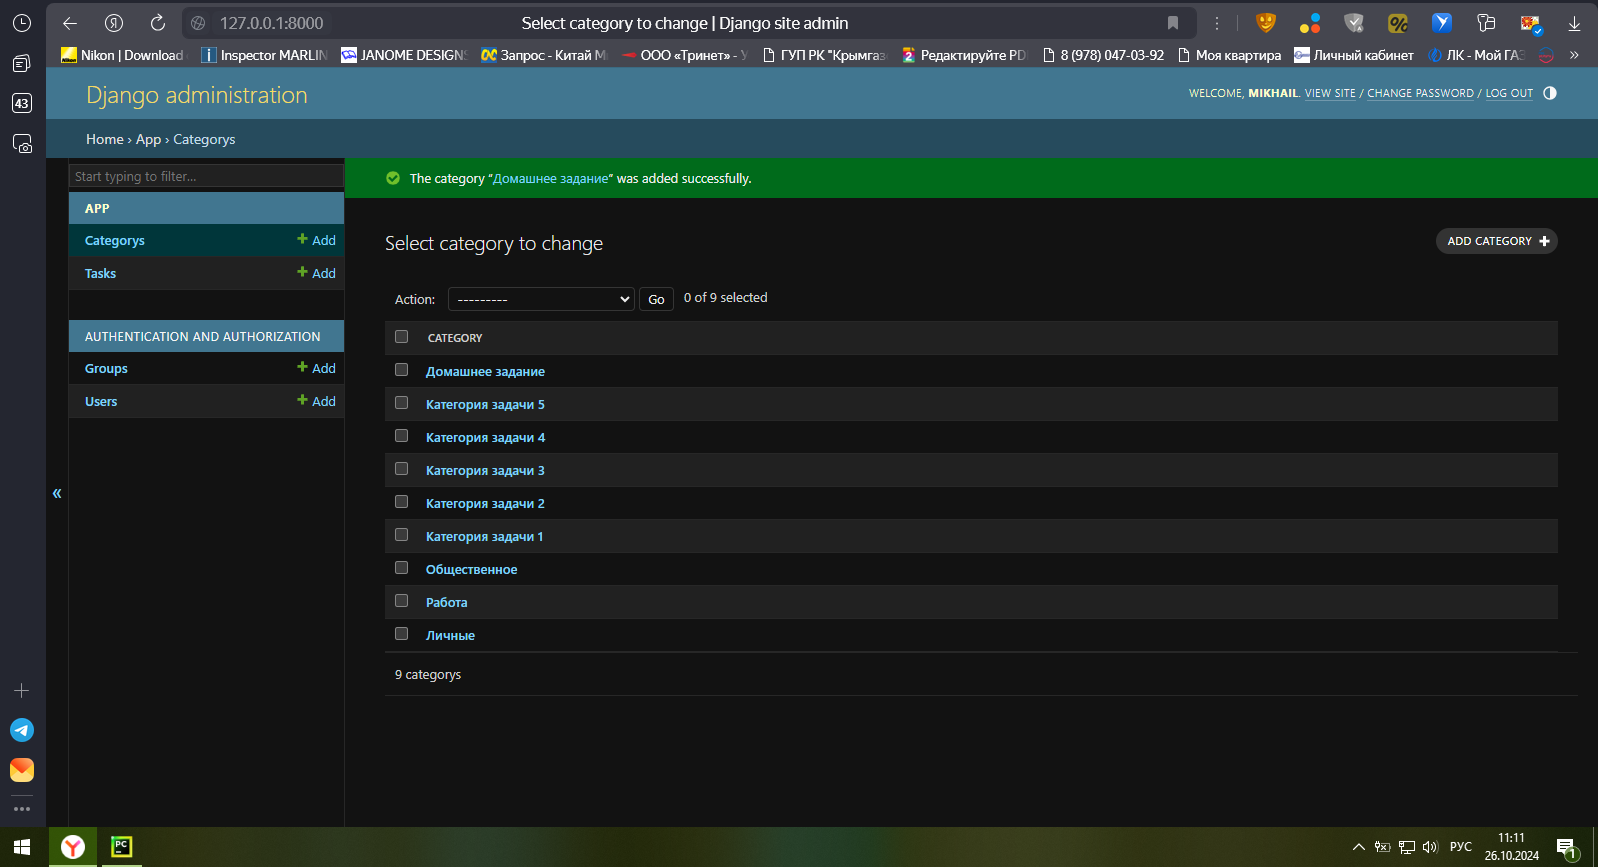 127.0.0.1:8000
Select category to change | Django site admin
Nikon | Download
Inspector MARLIN
JANOME DESIGNS
Запрос - Китай М
ООО «Тринет» - У
ГУП РК "Крымгаз
Редактируйте PD
8 (978) 047-03-92
Моя квартира
Личный кабинет
ЛК - Мой ГАЗ
»
43
Django administration
WELCOME, MIKHAIL. VIEW SITE / CHANGE PASSWORD / LOG OUT
Home › App › Categorys
Start typing to filter...
APP
Categorys + Add
Tasks + Add
AUTHENTICATION AND AUTHORIZATION
Groups + Add
Users + Add
«
The category “Домашнее задание” was added successfully.
Select category to change
ADD CATEGORY +
Action: --------- Go 0 of 9 selected
CATEGORY
Домашнее задание
Категория задачи 5
Категория задачи 4
Категория задачи 3
Категория задачи 2
Категория задачи 1
Общественное
Работа
Личные
9 categorys
PC
РУС
11:11
26.10.2024
1